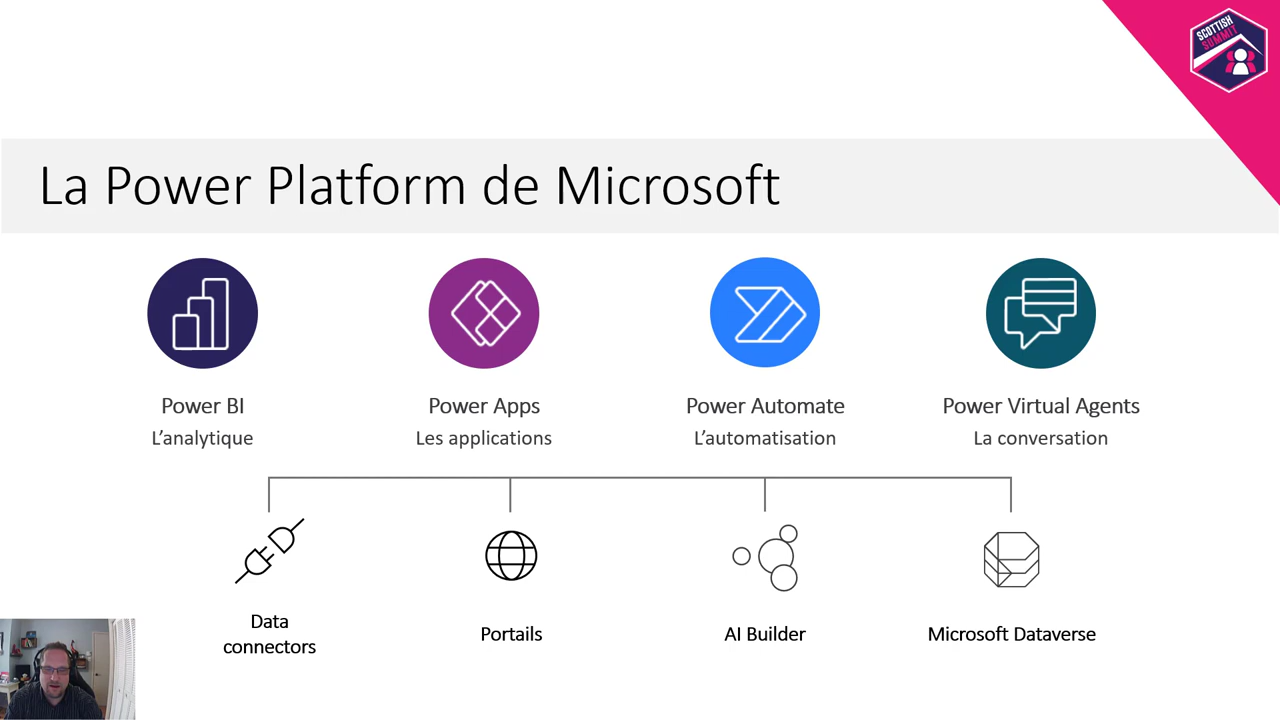 SCOTTISH
SUMMIT
La Power Platform de Microsoft
Power BI
L’analytique
Power Apps
Les applications
Power Automate
L’automatisation
Power Virtual Agents
La conversation
Data
connectors
Portails
AI Builder
Microsoft Dataverse